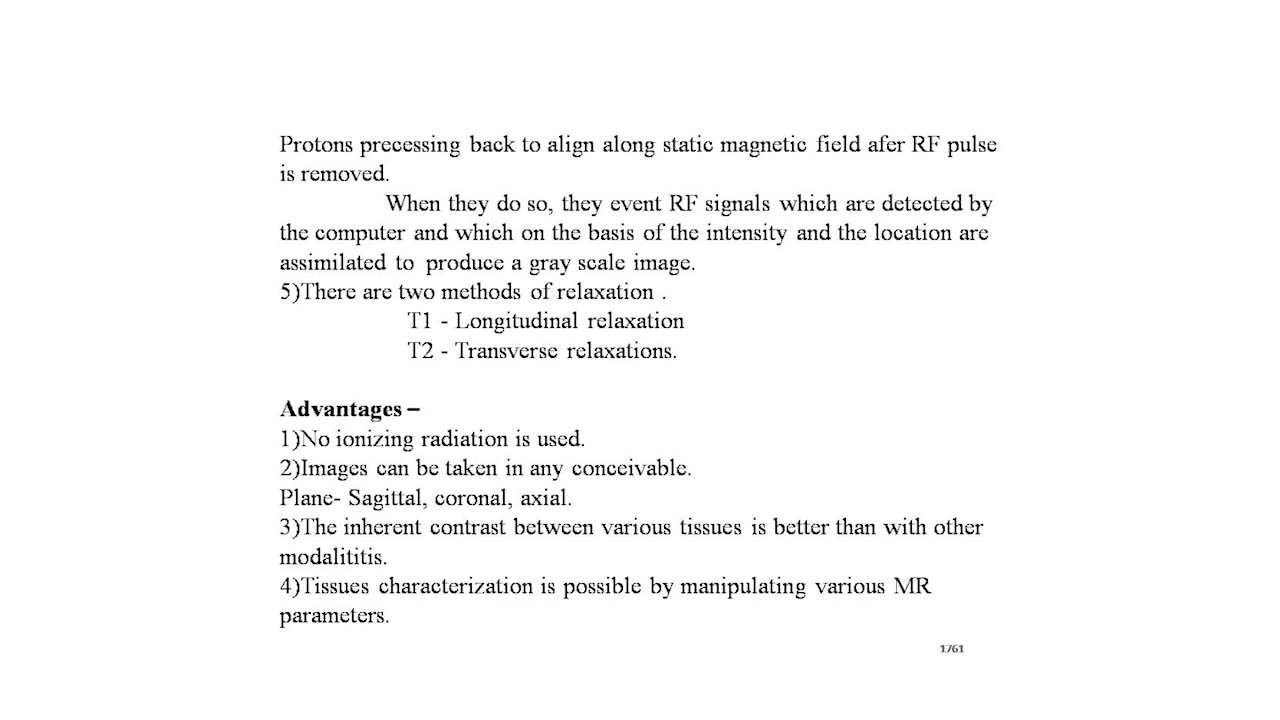 Protons precessing back to align along static magnetic field afer RF pulse
is removed.
When they do so, they event RF signals which are detected by
the computer and which on the basis of the intensity and the location are
assimilated to produce a gray scale image.
5)There are two methods of relaxation .
T1 - Longitudinal relaxation
T2 - Transverse relaxations.
Advantages –
1)No ionizing radiation is used.
2)Images can be taken in any conceivable.
Plane- Sagittal, coronal, axial.
3)The inherent contrast between various tissues is better than with other
modalititis.
4)Tissues characterization is possible by manipulating various MR
parameters.
1761